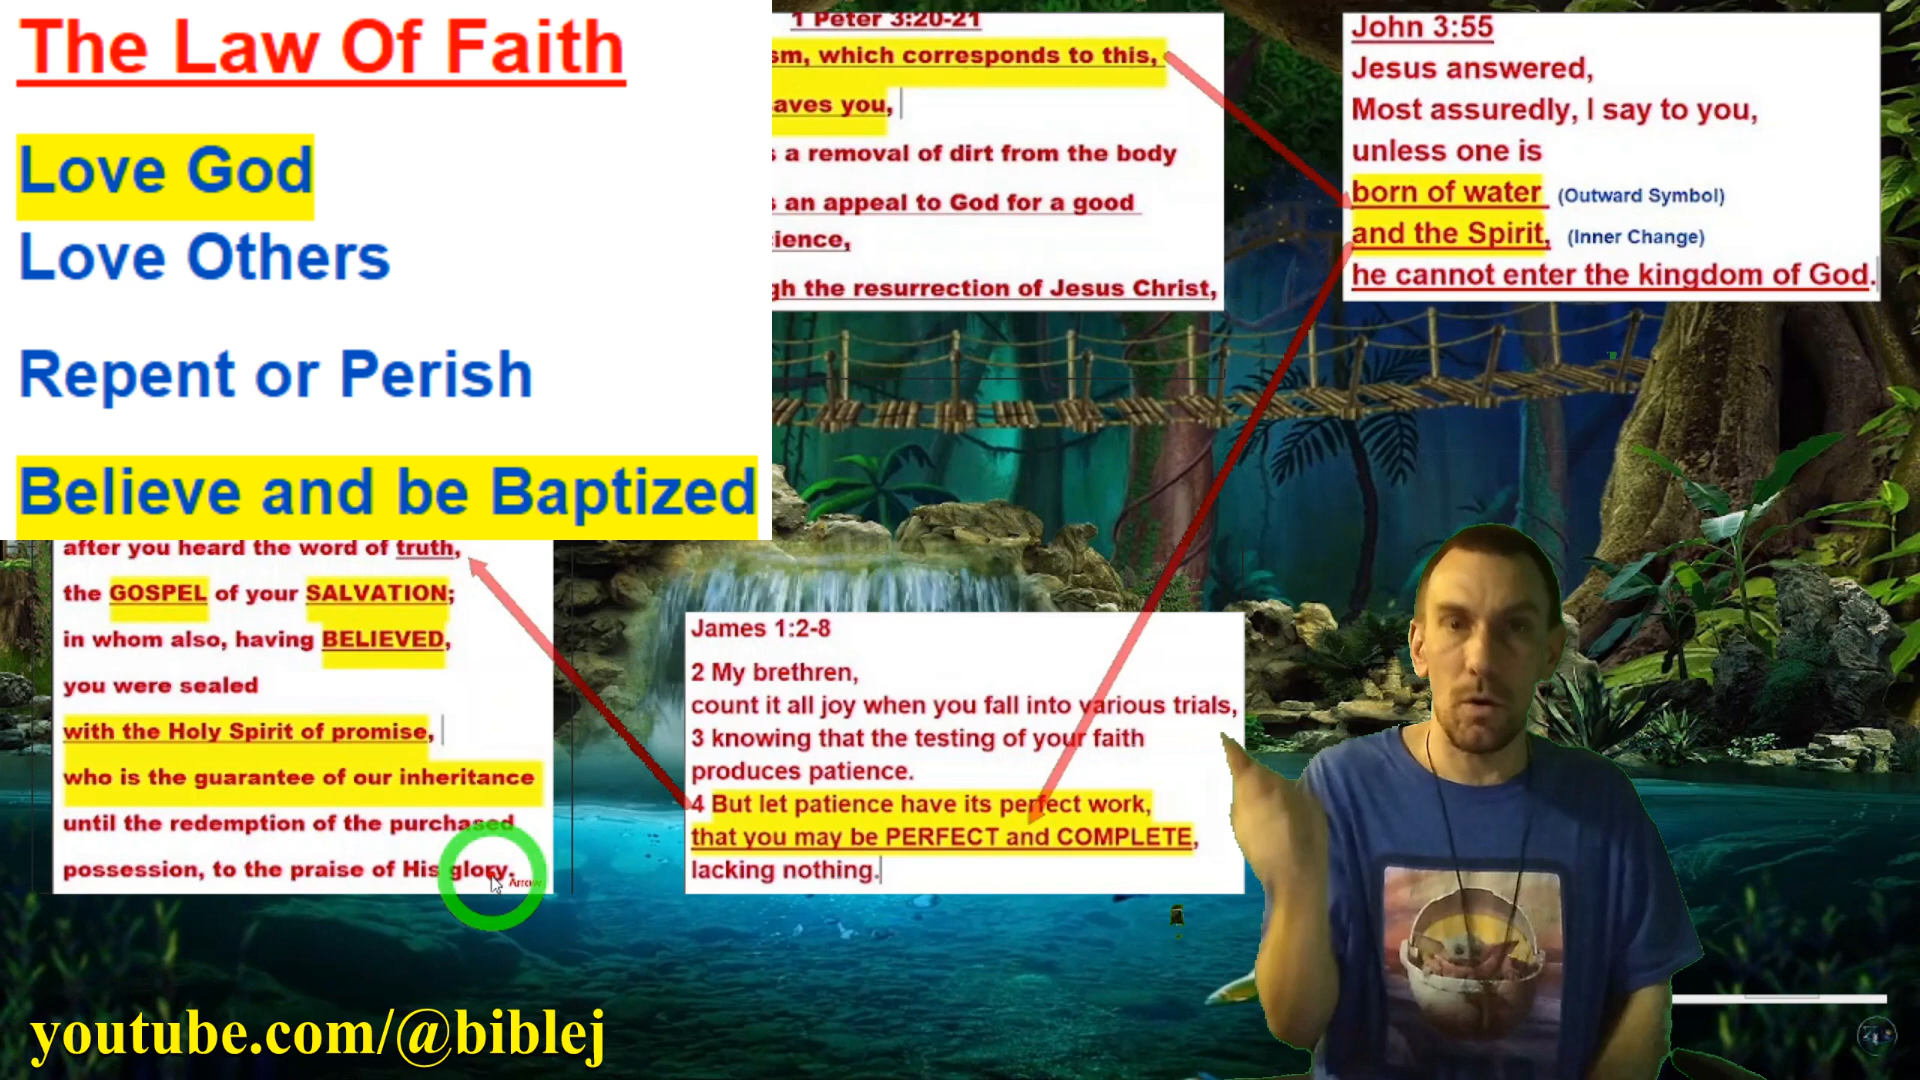 The Law Of Faith
Love God
Love Others
Repent or Perish
Believe and be Baptized
1 Peter 3:20-21
sm, which corresponds to this,
aves you,
s a removal of dirt from the body
s an appeal to God for a good
ience,
gh the resurrection of Jesus Christ,
John 3:55
Jesus answered,
Most assuredly, I say to you,
unless one is
born of water (Outward Symbol)
and the Spirit, (Inner Change)
he cannot enter the kingdom of God.
after you heard the word of truth,
the GOSPEL of your SALVATION;
in whom also, having BELIEVED,
you were sealed
with the Holy Spirit of promise,
who is the guarantee of our inheritance
until the redemption of the purchased
possession, to the praise of His glory.
Arrow
James 1:2-8
2 My brethren,
count it all joy when you fall into various trials,
3 knowing that the testing of your faith
produces patience.
4 But let patience have its perfect work,
that you may be PERFECT and COMPLETE,
lacking nothing.
youtube.com/@biblej